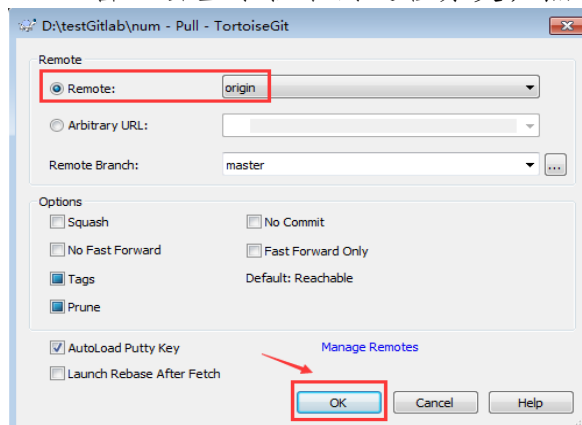 D:\testGitlab\num - Pull - TortoiseGit
Remote
Remote:
origin
Arbitrary URL:
Remote Branch:
master
...
Options
Squash
No Commit
No Fast Forward
Fast Forward Only
Tags
Default: Reachable
Prune
AutoLoad Putty Key
Manage Remotes
Launch Rebase After Fetch
OK
Cancel
Help